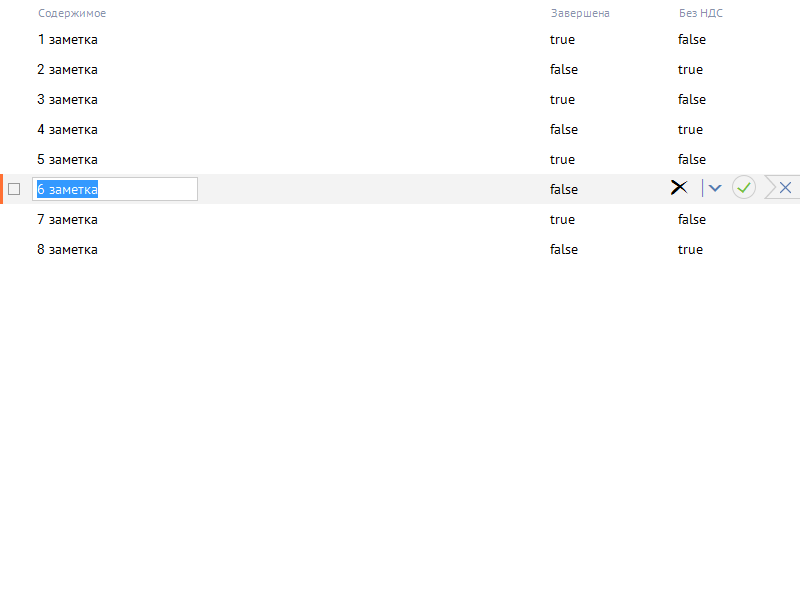 Содержимое Завершена Без НДС
1 заметка true false
2 заметка false true
3 заметка true false
4 заметка false true
5 заметка true false
6 заметка false
7 заметка true false
8 заметка false true